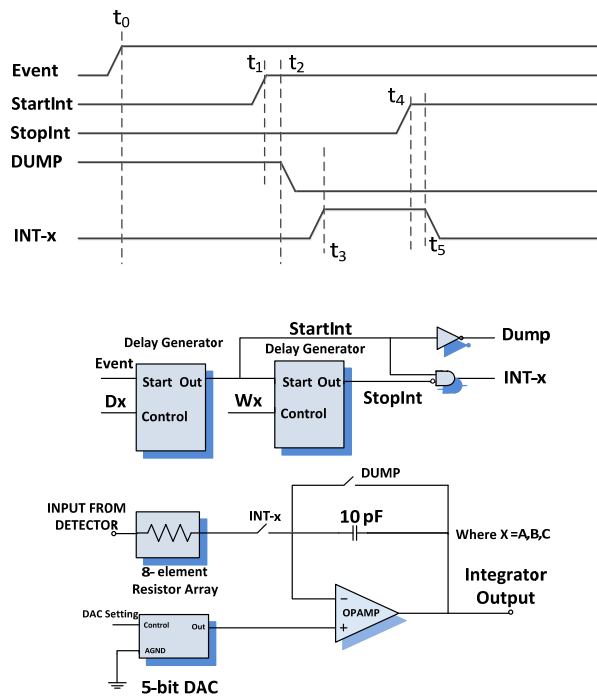 t0
Event
t1
t2
StartInt
t4
StopInt
DUMP
INT-x
t3
t5
StartInt
Dump
Delay Generator
Delay Generator
Event
Start Out
Start Out
INT-x
Dx
Control
Wx
Control
StopInt
DUMP
INPUT FROM
DETECTOR
INT-x
10 pF
Where X =A,B,C
8- element
Resistor Array
Integrator
Output
−
OPAMP
+
DAC Setting
Control
Out
AGND
5-bit DAC